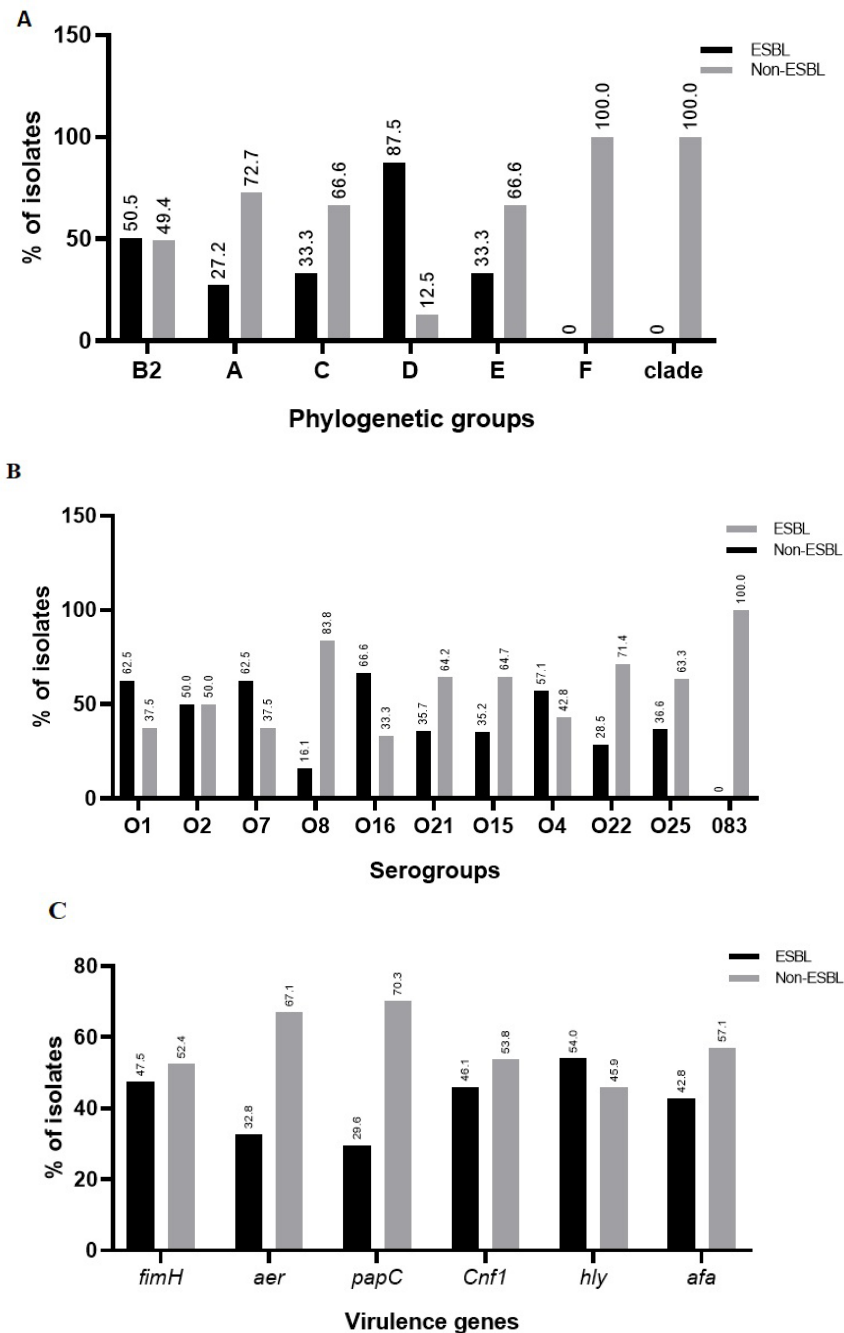 A
150
100
50
0
% of isolates
ESBL
Non-ESBL
50.5 49.4 27.2 72.7 33.3 66.6 87.5 12.5 33.3 66.6 0 100.0 0 100.0
B2 A C D E F clade
Phylogenetic groups
B
150
100
50
0
% of isolates
ESBL
Non-ESBL
62.5 37.5 50.0 50.0 62.5 37.5 16.1 83.8 66.6 33.3 35.7 64.2 35.2 64.7 57.1 42.8 28.5 71.4 36.6 63.3 0 100.0
O1 O2 O7 O8 O16 O21 O15 O4 O22 O25 083
Serogroups
C
80
60
40
20
0
% of isolates
ESBL
Non-ESBL
47.5 52.4 32.8 67.1 29.6 70.3 46.1 53.8 54.0 45.9 42.8 57.1
fimH aer papC Cnf1 hly afa
Virulence genes